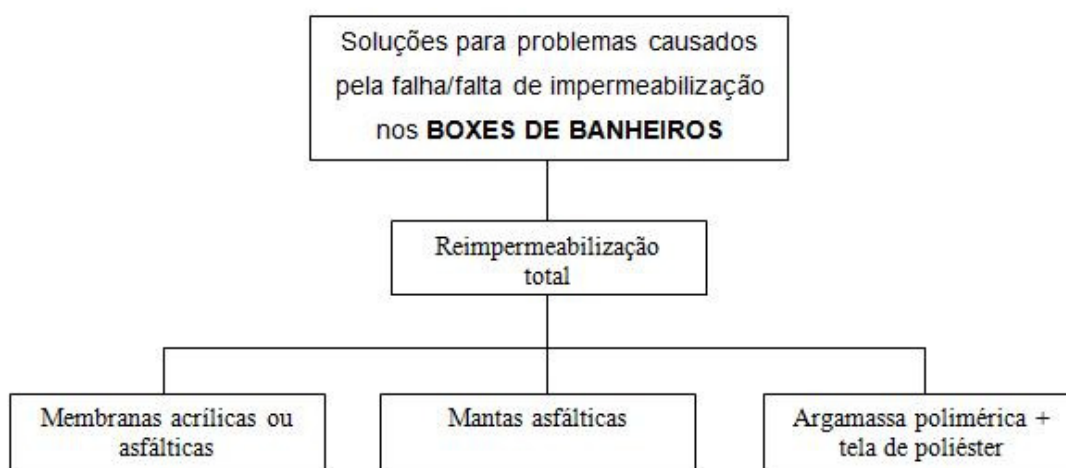 Soluções para problemas causados
pela falha/falta de impermeabilização
nos BOXES DE BANHEIROS
Reimpermeabilização
total
Membranas acrílicas ou
asfálticas
Mantas asfálticas
Argamassa polimérica +
tela de poliéster